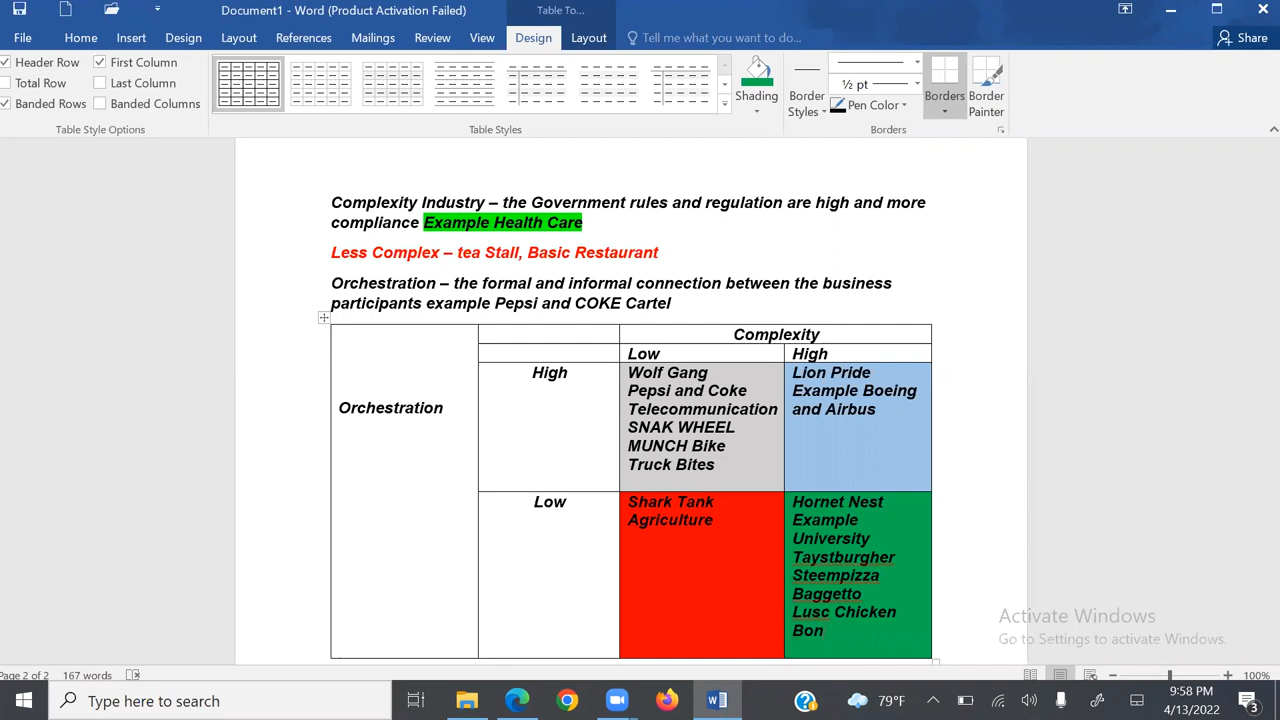 Document1 - Word (Product Activation Failed)
Table To...
File Home Insert Design Layout References Mailings Review View Design Layout Tell me what you want to do... Share
Header Row First Column
Total Row Last Column
Banded Rows Banded Columns
Table Style Options
Table Styles
Shading
Border Styles
½ pt
Pen Color
Borders
Border Painter
Borders
Complexity Industry – the Government rules and regulation are high and more
compliance Example Health Care
Less Complex – tea Stall, Basic Restaurant
Orchestration – the formal and informal connection between the business
participants example Pepsi and COKE Cartel
Complexity
Low High
Orchestration
High
Wolf Gang
Pepsi and Coke
Telecommunication
SNAK WHEEL
MUNCH Bike
Truck Bites
Lion Pride
Example Boeing
and Airbus
Low
Shark Tank
Agriculture
Hornet Nest
Example
University
Taystburgher
Steempizza
Baggetto
Lusc Chicken
Bon
Activate Windows
Go to Settings to activate Windows.
Page 2 of 2 167 words
100%
Type here to search
79°F
9:58 PM
4/13/2022
3